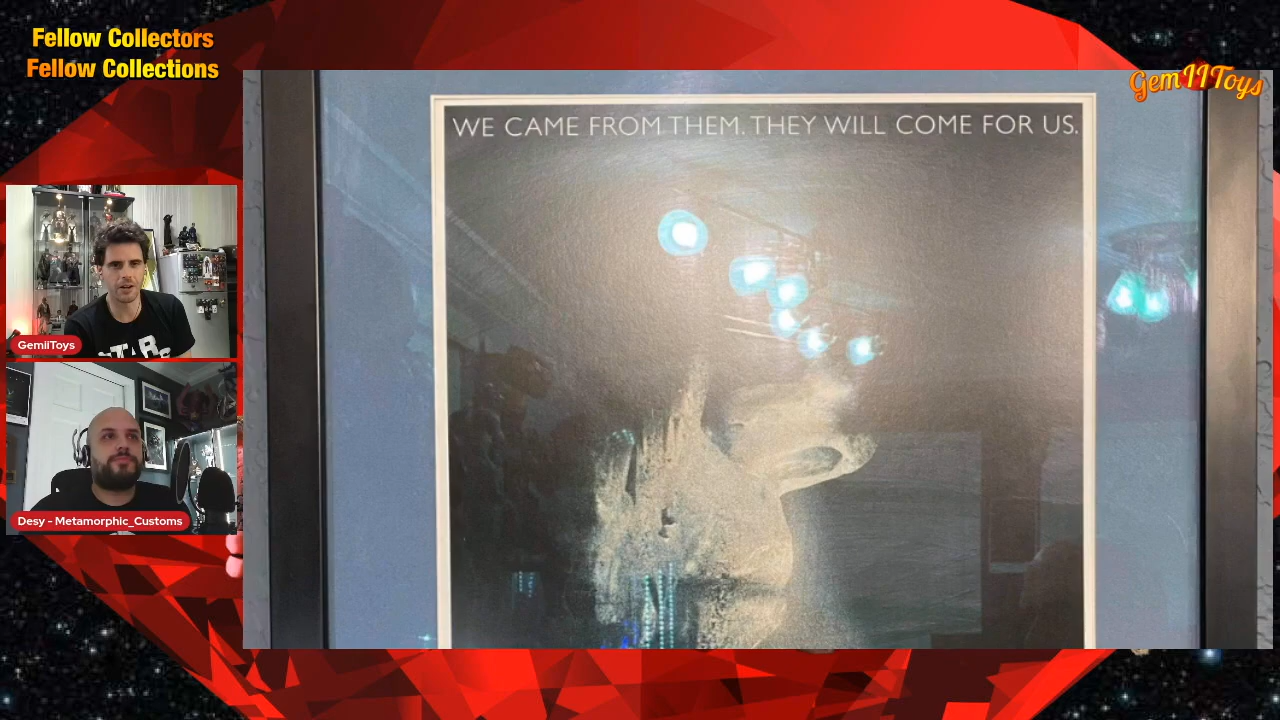 Fellow Collectors
Fellow Collections
GemIIToys
WE CAME FROM THEM. THEY WILL COME FOR US.
GemiiToys
Desy - Metamorphic_Customs